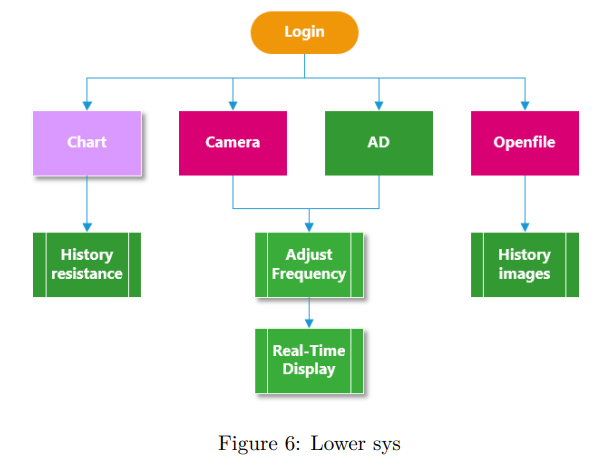 Login
Chart
Camera
AD
Openfile
History
resistance
Adjust
Frequency
History
images
Real-Time
Display
Figure 6: Lower sys